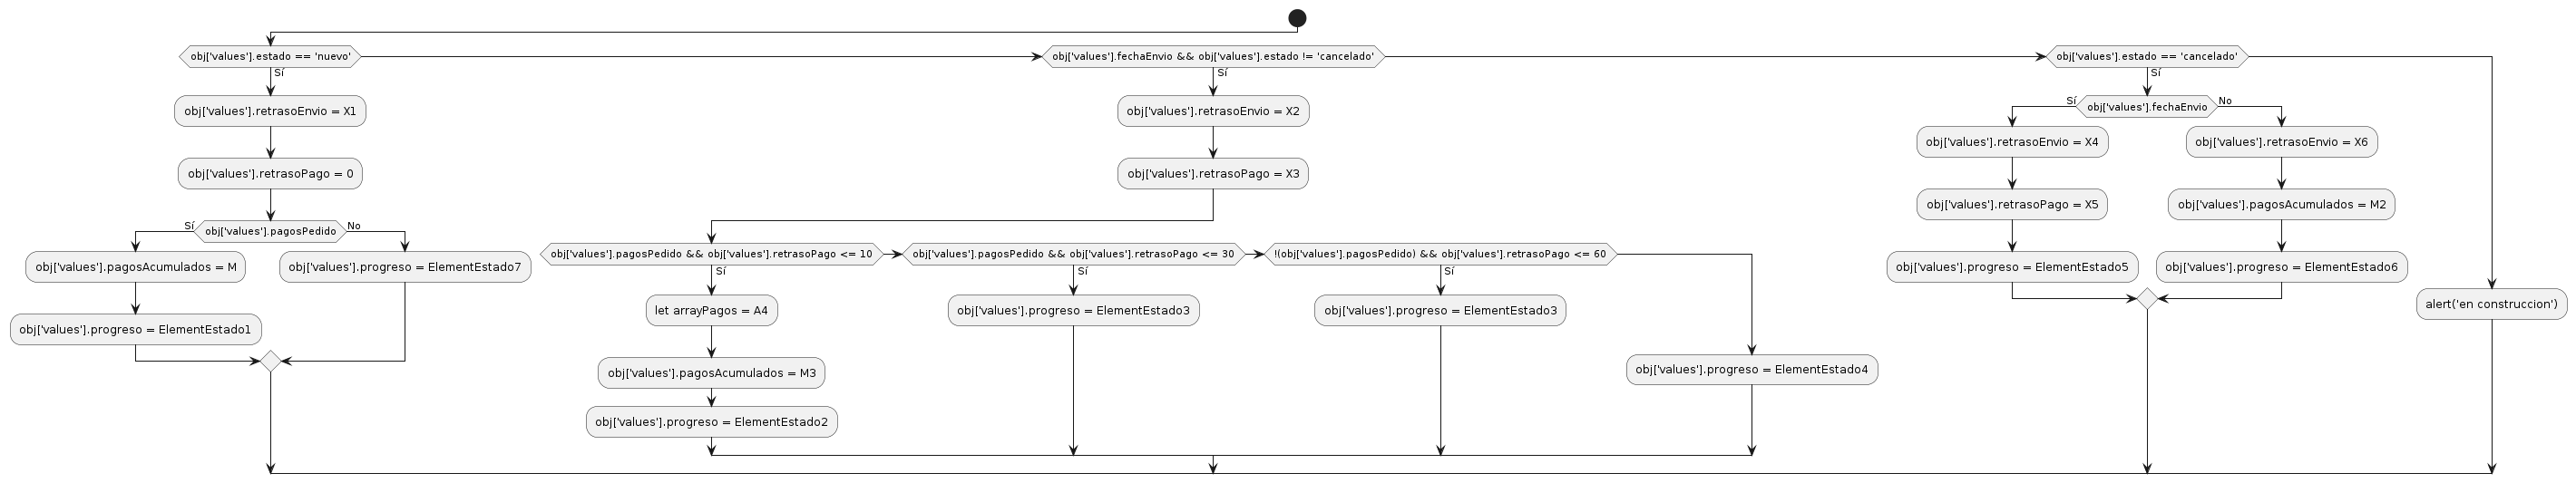 obj['values'].estado == 'nuevo'
Sí
obj['values'].retrasoEnvio = X1
obj['values'].retrasoPago = 0
obj['values'].pagosPedido
Sí
No
obj['values'].pagosAcumulados = M
obj['values'].progreso = ElementEstado1
obj['values'].progreso = ElementEstado7
obj['values'].fechaEnvio && obj['values'].estado != 'cancelado'
Sí
obj['values'].retrasoEnvio = X2
obj['values'].retrasoPago = X3
obj['values'].pagosPedido && obj['values'].retrasoPago <= 10
Sí
let arrayPagos = A4
obj['values'].pagosAcumulados = M3
obj['values'].progreso = ElementEstado2
obj['values'].pagosPedido && obj['values'].retrasoPago <= 30
Sí
obj['values'].progreso = ElementEstado3
!(obj['values'].pagosPedido) && obj['values'].retrasoPago <= 60
Sí
obj['values'].progreso = ElementEstado3
obj['values'].progreso = ElementEstado4
obj['values'].estado == 'cancelado'
Sí
obj['values'].fechaEnvio
Sí
No
obj['values'].retrasoEnvio = X4
obj['values'].retrasoPago = X5
obj['values'].progreso = ElementEstado5
obj['values'].retrasoEnvio = X6
obj['values'].pagosAcumulados = M2
obj['values'].progreso = ElementEstado6
alert('en construccion')